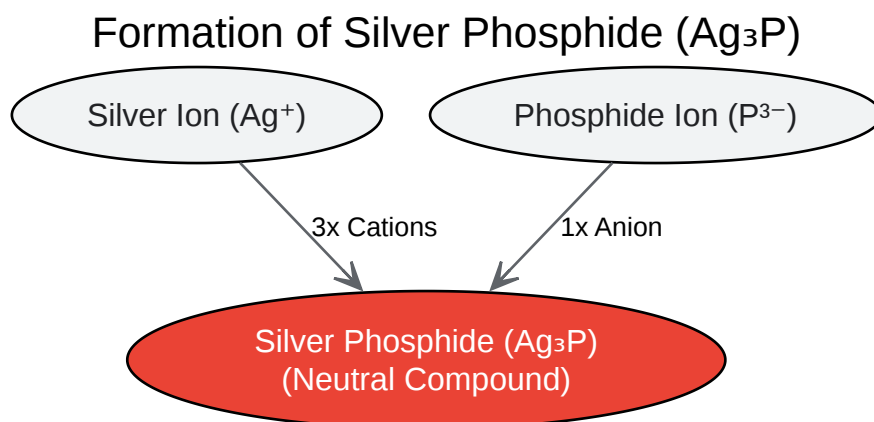 Formation of Silver Phosphide (Ag₃P)
Silver Ion (Ag⁺)
Phosphide Ion (P³⁻)
3x Cations
1x Anion
Silver Phosphide (Ag₃P)
(Neutral Compound)